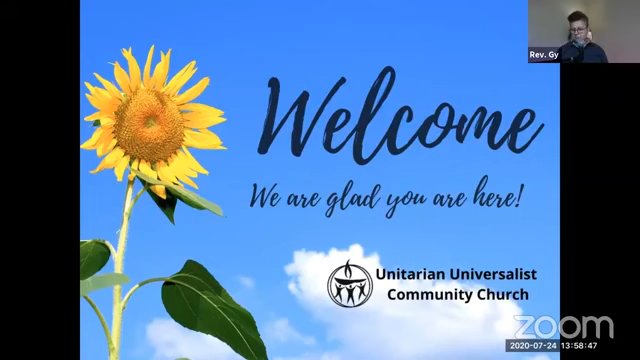 Rev. Gy
Welcome
We are glad you are here!
Unitarian Universalist
Community Church
zoom
2020-07-24 13:58:47